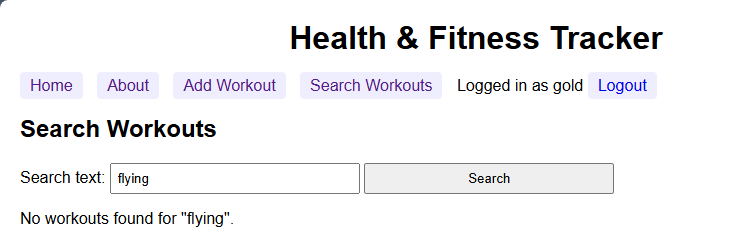 Health & Fitness Tracker
Home About Add Workout Search Workouts Logged in as gold Logout
Search Workouts
Search text: flying Search
No workouts found for "flying".